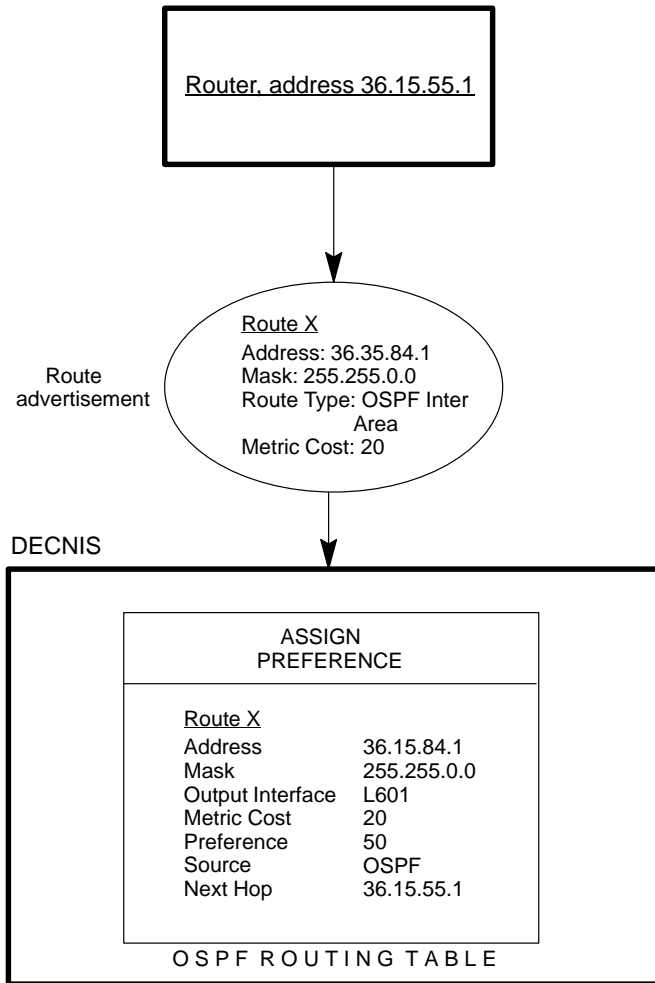 Router, address 36.15.55.1
Route X
Address: 36.35.84.1
Mask: 255.255.0.0
Route Type: OSPF Inter
Area
Metric Cost: 20
Route
advertisement
DECNIS
ASSIGN
PREFERENCE
Route X
Address 36.15.84.1
Mask 255.255.0.0
Output Interface L601
Metric Cost 20
Preference 50
Source OSPF
Next Hop 36.15.55.1
OSPF ROUTING TABLE